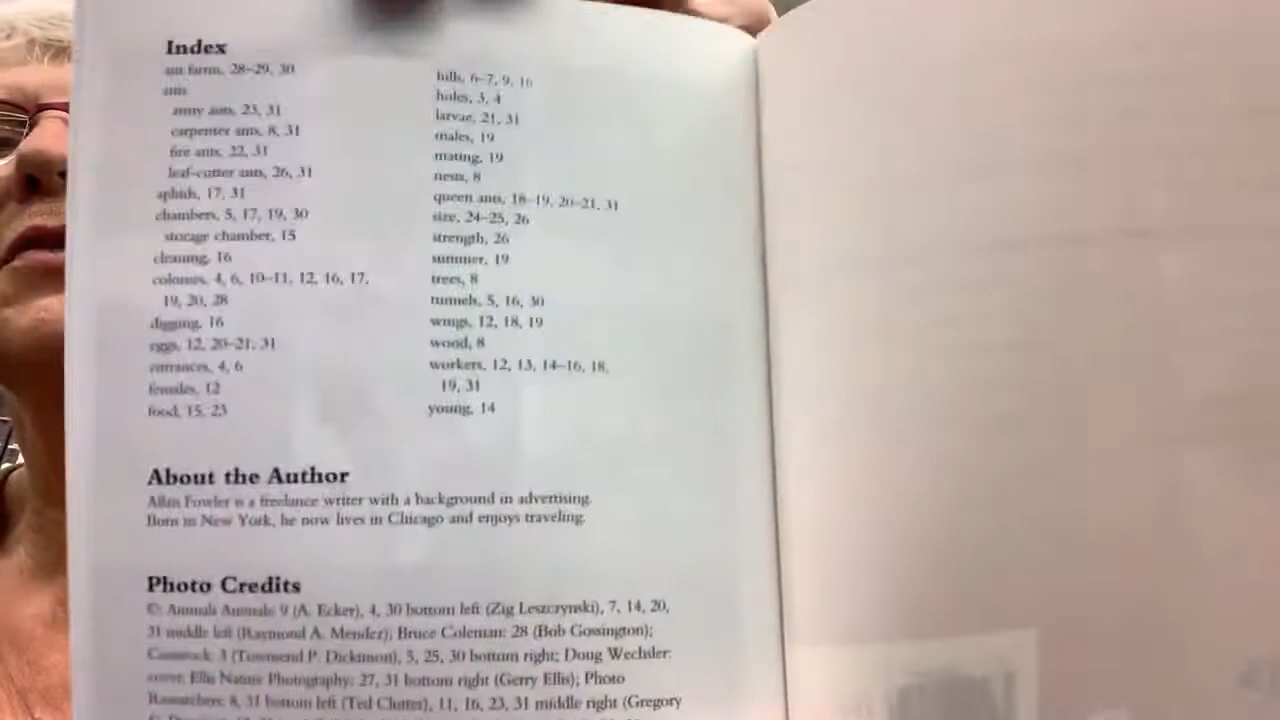 Index
ant farms, 28–29, 30
ants
army ants, 23, 31
carpenter ants, 8, 31
fire ants, 22, 31
leaf-cutter ants, 26, 31
aphids, 17, 31
chambers, 5, 17, 19, 30
storage chamber, 15
cleaning, 16
colonies, 4, 6, 10–11, 12, 16, 17,
19, 20, 28
digging, 16
eggs, 12, 20–21, 31
entrances, 4, 6
females, 12
food, 15, 23
hills, 6–7, 9, 16
holes, 3, 4
larvae, 21, 31
males, 19
mating, 19
nests, 8
queen ants, 18–19, 20–21, 31
size, 24–25, 26
strength, 26
summer, 19
trees, 8
tunnels, 5, 16, 30
wings, 12, 18, 19
wood, 8
workers, 12, 13, 14–16, 18,
19, 31
young, 14
About the Author
Allan Fowler is a freelance writer with a background in advertising.
Born in New York, he now lives in Chicago and enjoys traveling.
Photo Credits
©: Animals Animals: 9 (A. Ecker), 4, 30 bottom left (Zig Leszczynski), 7, 14, 20,
31 middle left (Raymond A. Mendez); Bruce Coleman: 28 (Bob Gossington);
Comstock: 3 (Townsend P. Dickinson), 5, 25, 30 bottom right; Doug Wechsler:
cover; Ellis Nature Photography: 27, 31 bottom right (Gerry Ellis); Photo
Researchers: 8, 31 bottom left (Ted Clutter), 11, 16, 23, 31 middle right (Gregory